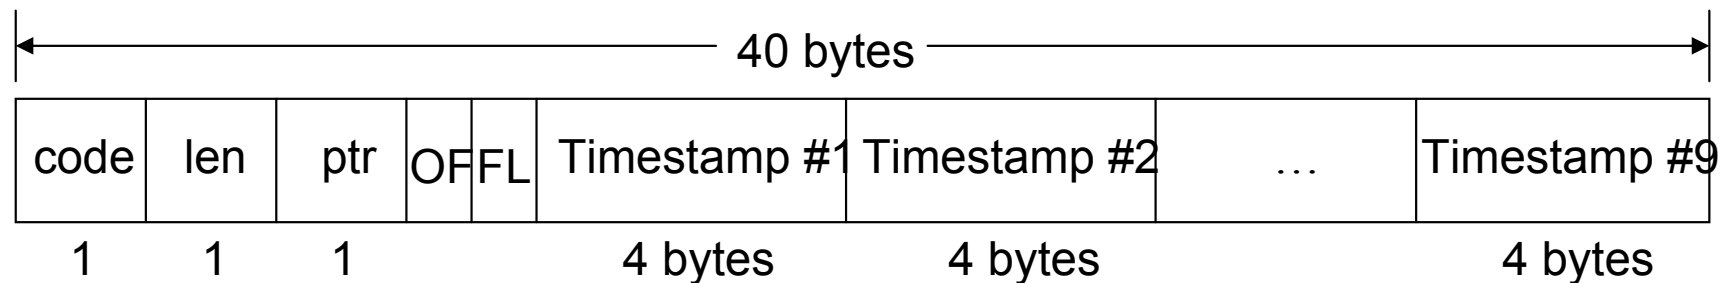 40 bytes
code len ptr OF FL Timestamp #1 Timestamp #2 ... Timestamp #9
1 1 1 4 bytes 4 bytes 4 bytes